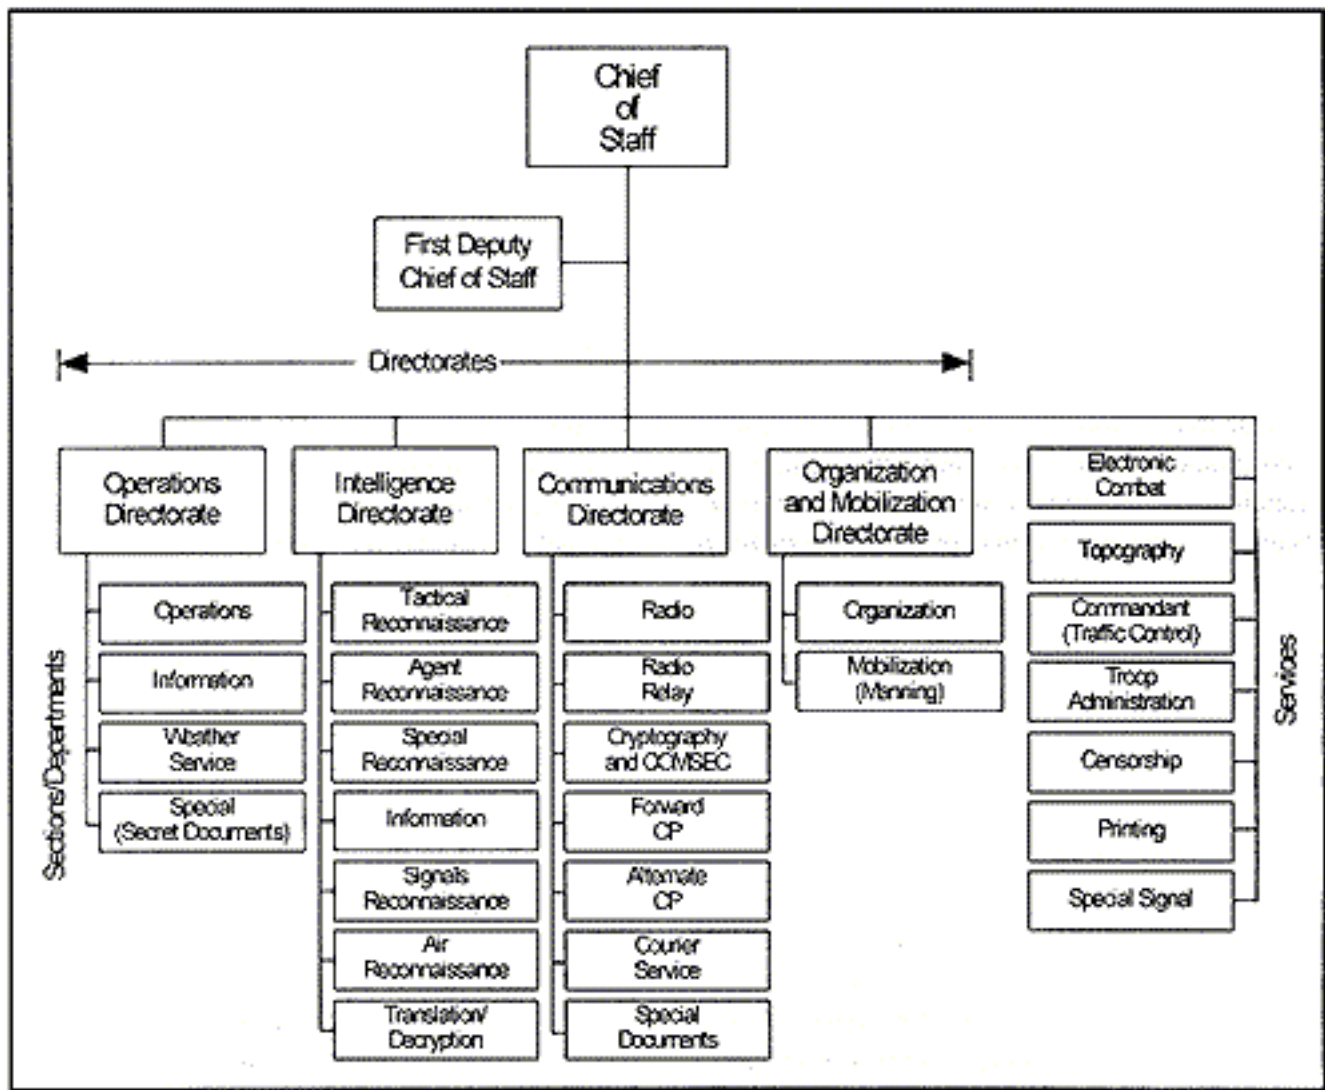 Chief
of
Staff
First Deputy
Chief of Staff
Directorates
Operations
Directorate
Intelligence
Directorate
Communications
Directorate
Organization
and Mobilization
Directorate
Sections/Departments
Operations
Information
Weather
Service
Special
(Secret Documents)
Tactical
Reconnaissance
Agent
Reconnaissance
Special
Reconnaissance
Information
Signals
Reconnaissance
Air
Reconnaissance
Translation/
Decryption
Radio
Radio
Relay
Cryptography
and COMSEC
Forward
CP
Alternate
CP
Courier
Service
Special
Documents
Organization
Mobilization
(Manning)
Electronic
Combat
Topography
Commandant
(Traffic Control)
Troop
Administration
Censorship
Printing
Special Signal
Services